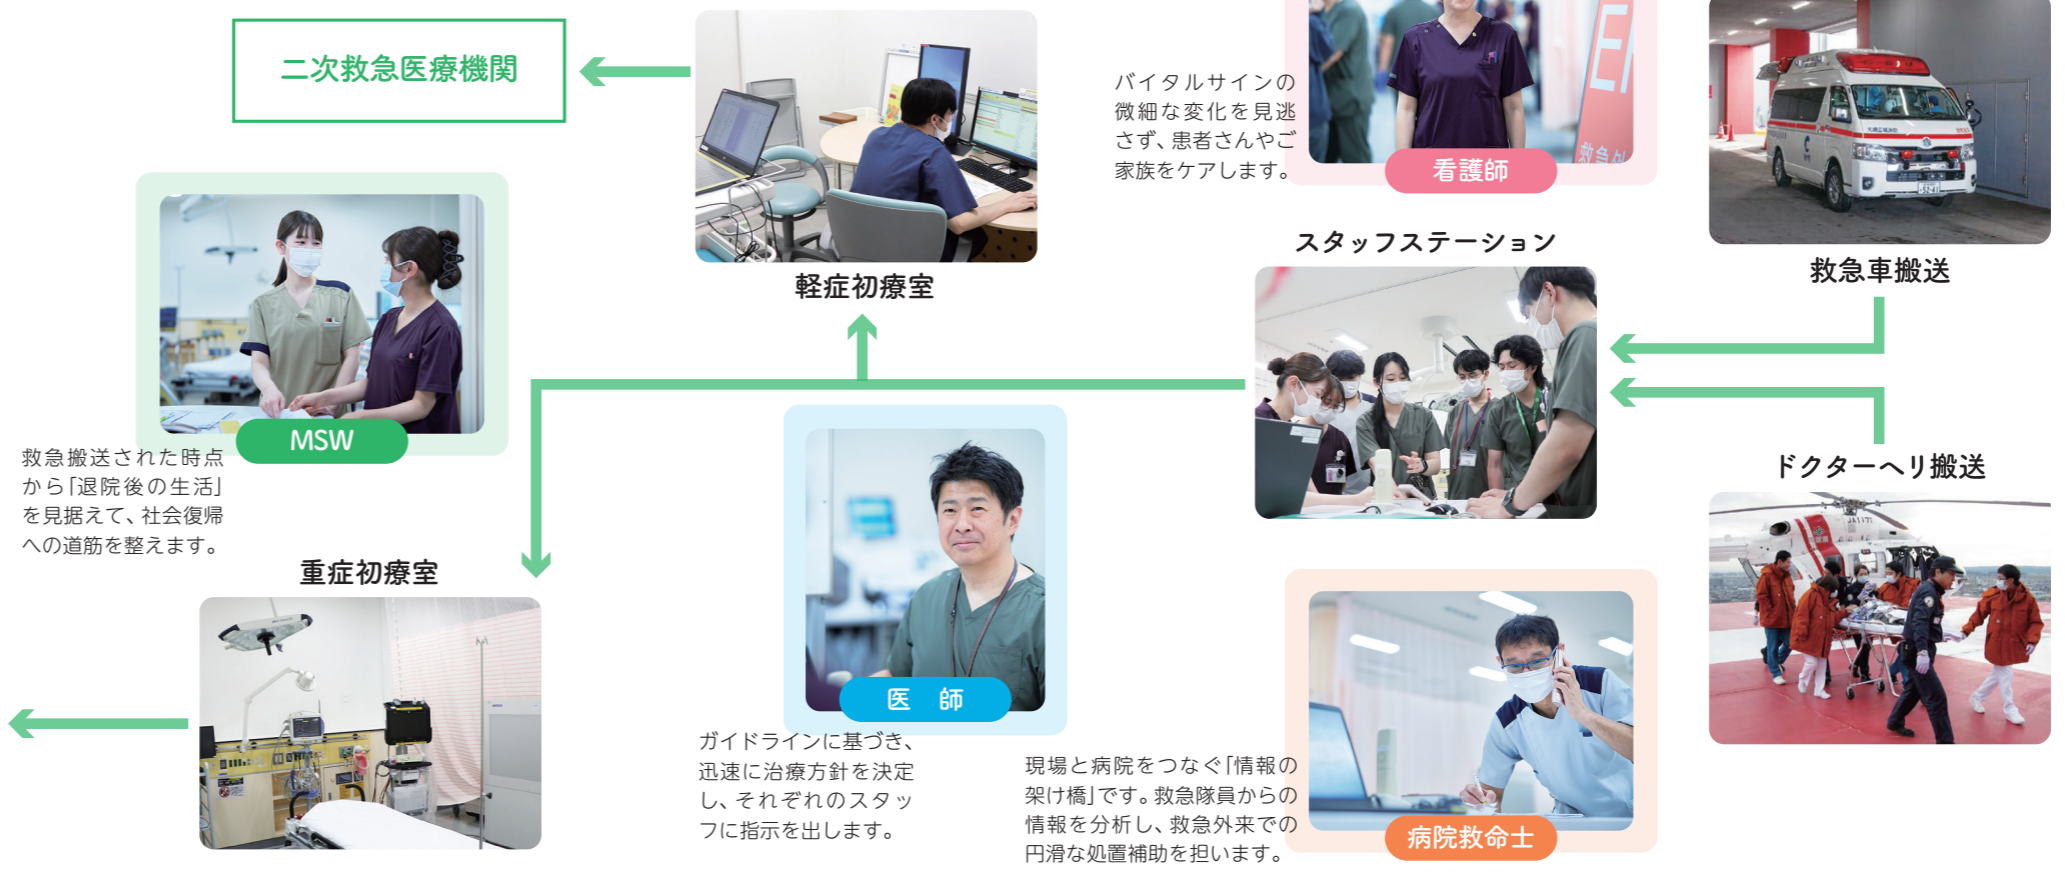 二次救急医療機関
バイタルサインの
微細な変化を見逃
さず、患者さんやご
家族をケアします。
看護師
救急外
スタッフステーション
救急車搬送
軽症初療室
MSW
救急搬送された時点
から「退院後の生活」
を見据えて、社会復帰
への道筋を整えます。
ドクターヘリ搬送
JA117
重症初療室
医 師
ガイドラインに基づき、
迅速に治療方針を決定
し、それぞれのスタッ
フに指示を出します。
現場と病院をつなぐ「情報の
架け橋」です。救急隊員からの
情報を分析し、救急外来での
円滑な処置補助を担います。
病院救命士